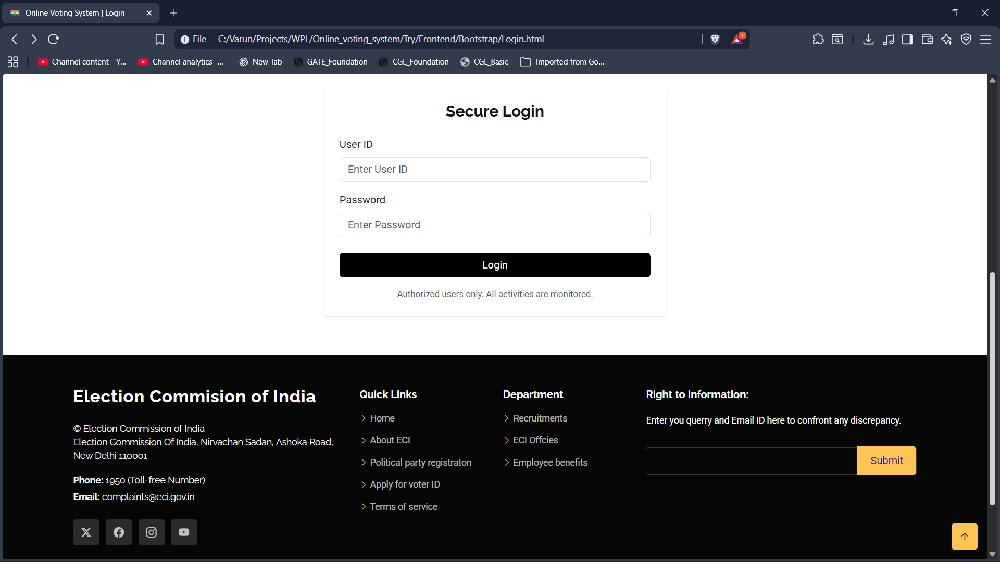 Online Voting System | Login
File C:/Varun/Projects/WPL/Online_voting_system/Try/Frontend/Bootstrap/Login.html
1
Channel content - Y... Channel analytics -... New Tab GATE_Foundation CGL_Foundation CGL_Basic Imported from Go...
Secure Login
User ID
Enter User ID
Password
Enter Password
Login
Authorized users only. All activities are monitored.
Election Commision of India
© Election Commission of India
Election Commission Of India, Nirvachan Sadan, Ashoka Road,
New Delhi 110001
Phone: 1950 (Toll-free Number)
Email: complaints@eci.gov.in
Quick Links
Home
About ECI
Political party registraton
Apply for voter ID
Terms of service
Department
Recruitments
ECI Offcies
Employee benefits
Right to Information:
Enter you querry and Email ID here to confront any discrepancy.
Submit